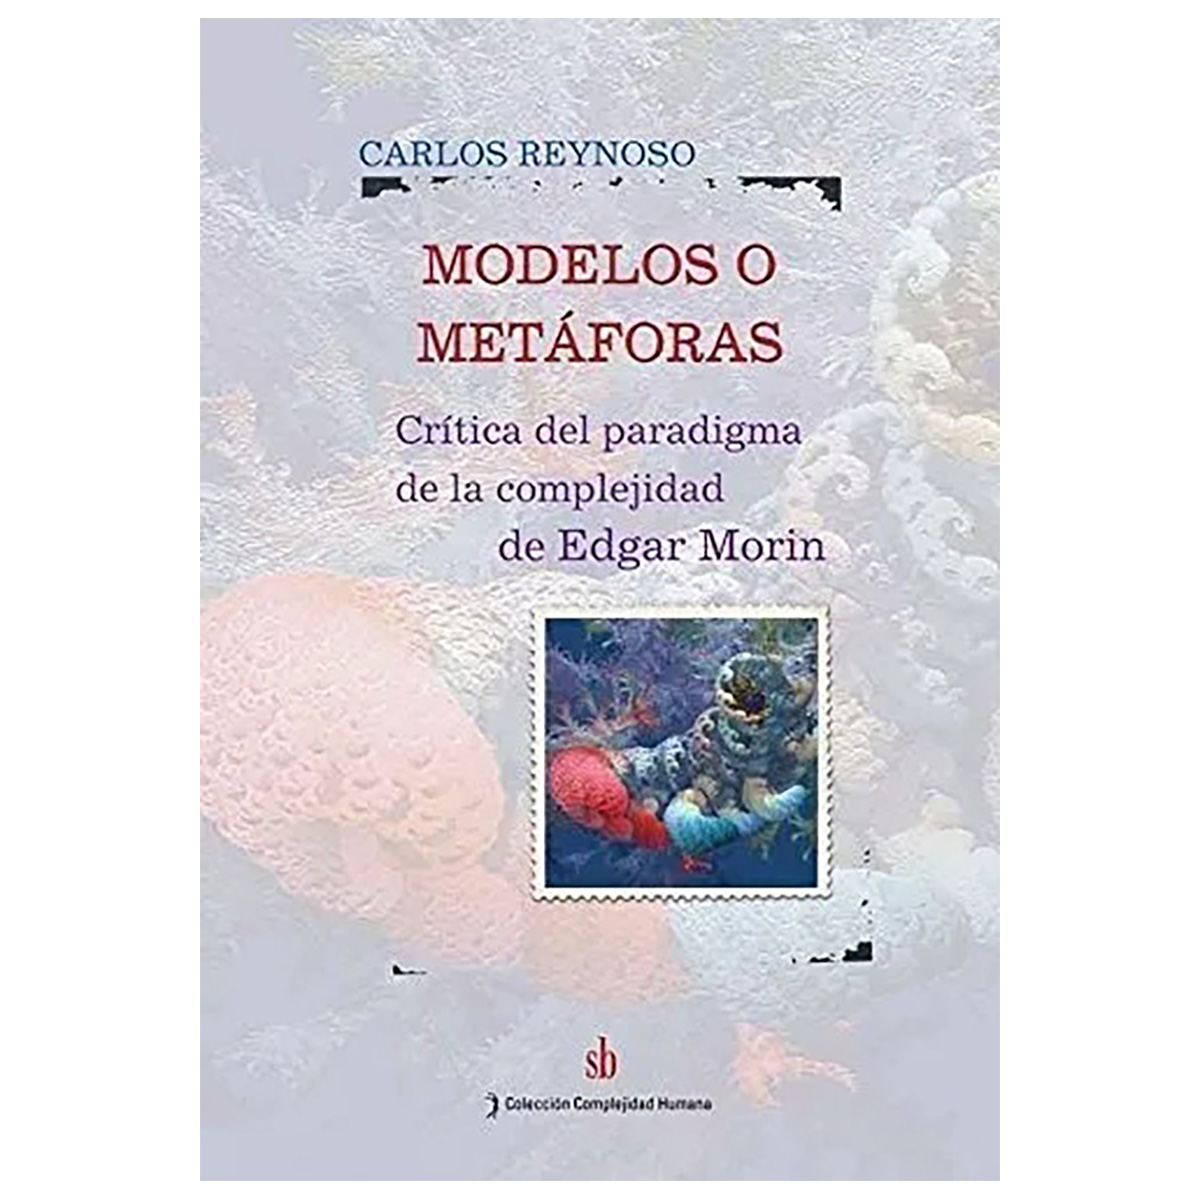 CARLOS REYNOSO
MODELOS O
METÁFORAS
Crítica del paradigma
de la complejidad
de Edgar Morin
sb
Colección Complejidad Humana